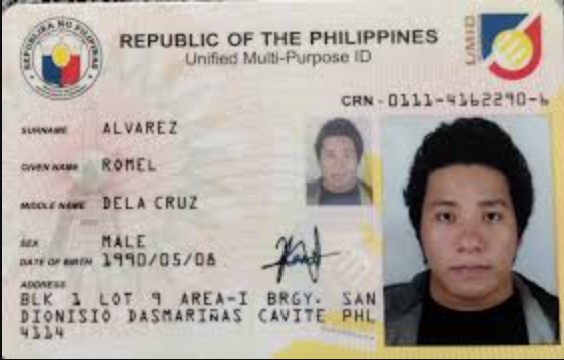 REPUBLIKA NG PILIPINAS
REPUBLIC OF THE PHILIPPINES
Unified Multi-Purpose ID
UMID
CRN - 0111-4162290-6
SURNAME ALVAREZ
GIVEN NAME ROMEL
MIDDLE NAME DELA CRUZ
SEX MALE
DATE OF BIRTH 1990/05/08
ADDRESS
BLK 1 LOT 9 AREA-I BRGY. SAN
DIONISIO DASMARIÑAS CAVITE PHL
4114